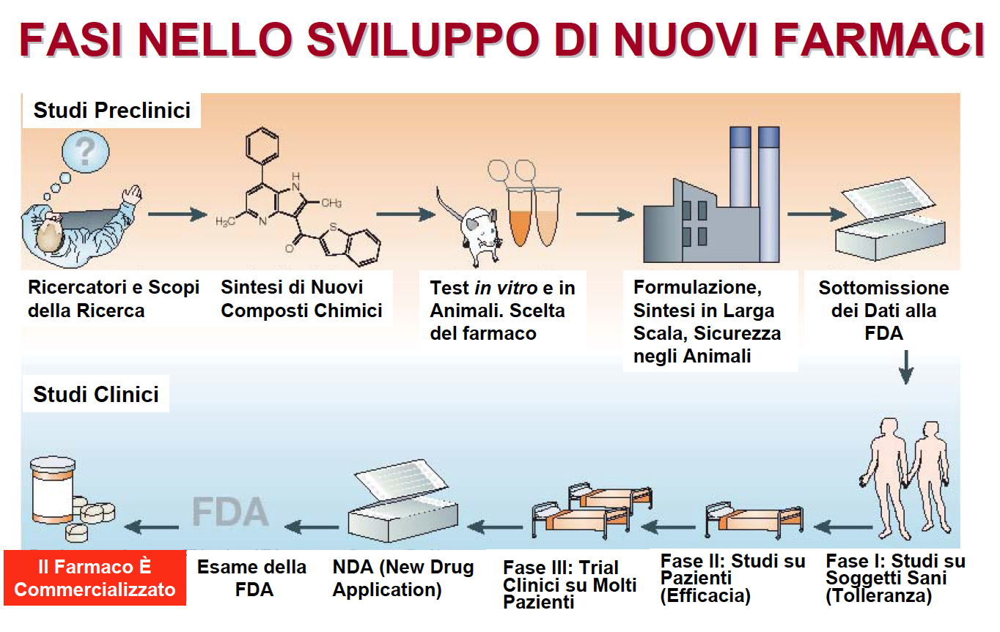 FASI NELLO SVILUPPO DI NUOVI FARMACI
Studi Preclinici
?
N
H
CH₃
H₃C
N
S
O
Ricercatori e Scopi
della Ricerca
Sintesi di Nuovi
Composti Chimici
Test in vitro e in
Animali. Scelta
del farmaco
Formulazione,
Sintesi in Larga
Scala, Sicurezza
negli Animali
Sottomissione
dei Dati alla
FDA
Studi Clinici
FDA
Fase I: Studi su
Soggetti Sani
(Tolleranza)
Fase II: Studi su
Pazienti
(Efficacia)
Fase III: Trial
Clinici su Molti
Pazienti
NDA (New Drug
Application)
Esame della
FDA
Il Farmaco È
Commercializzato